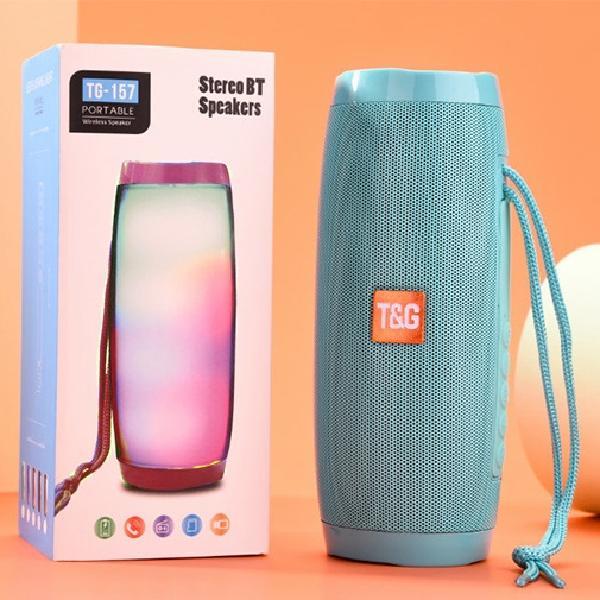 TG-157
PORTABLE
Wireless Speaker
Stereo BT
Speakers
T&G